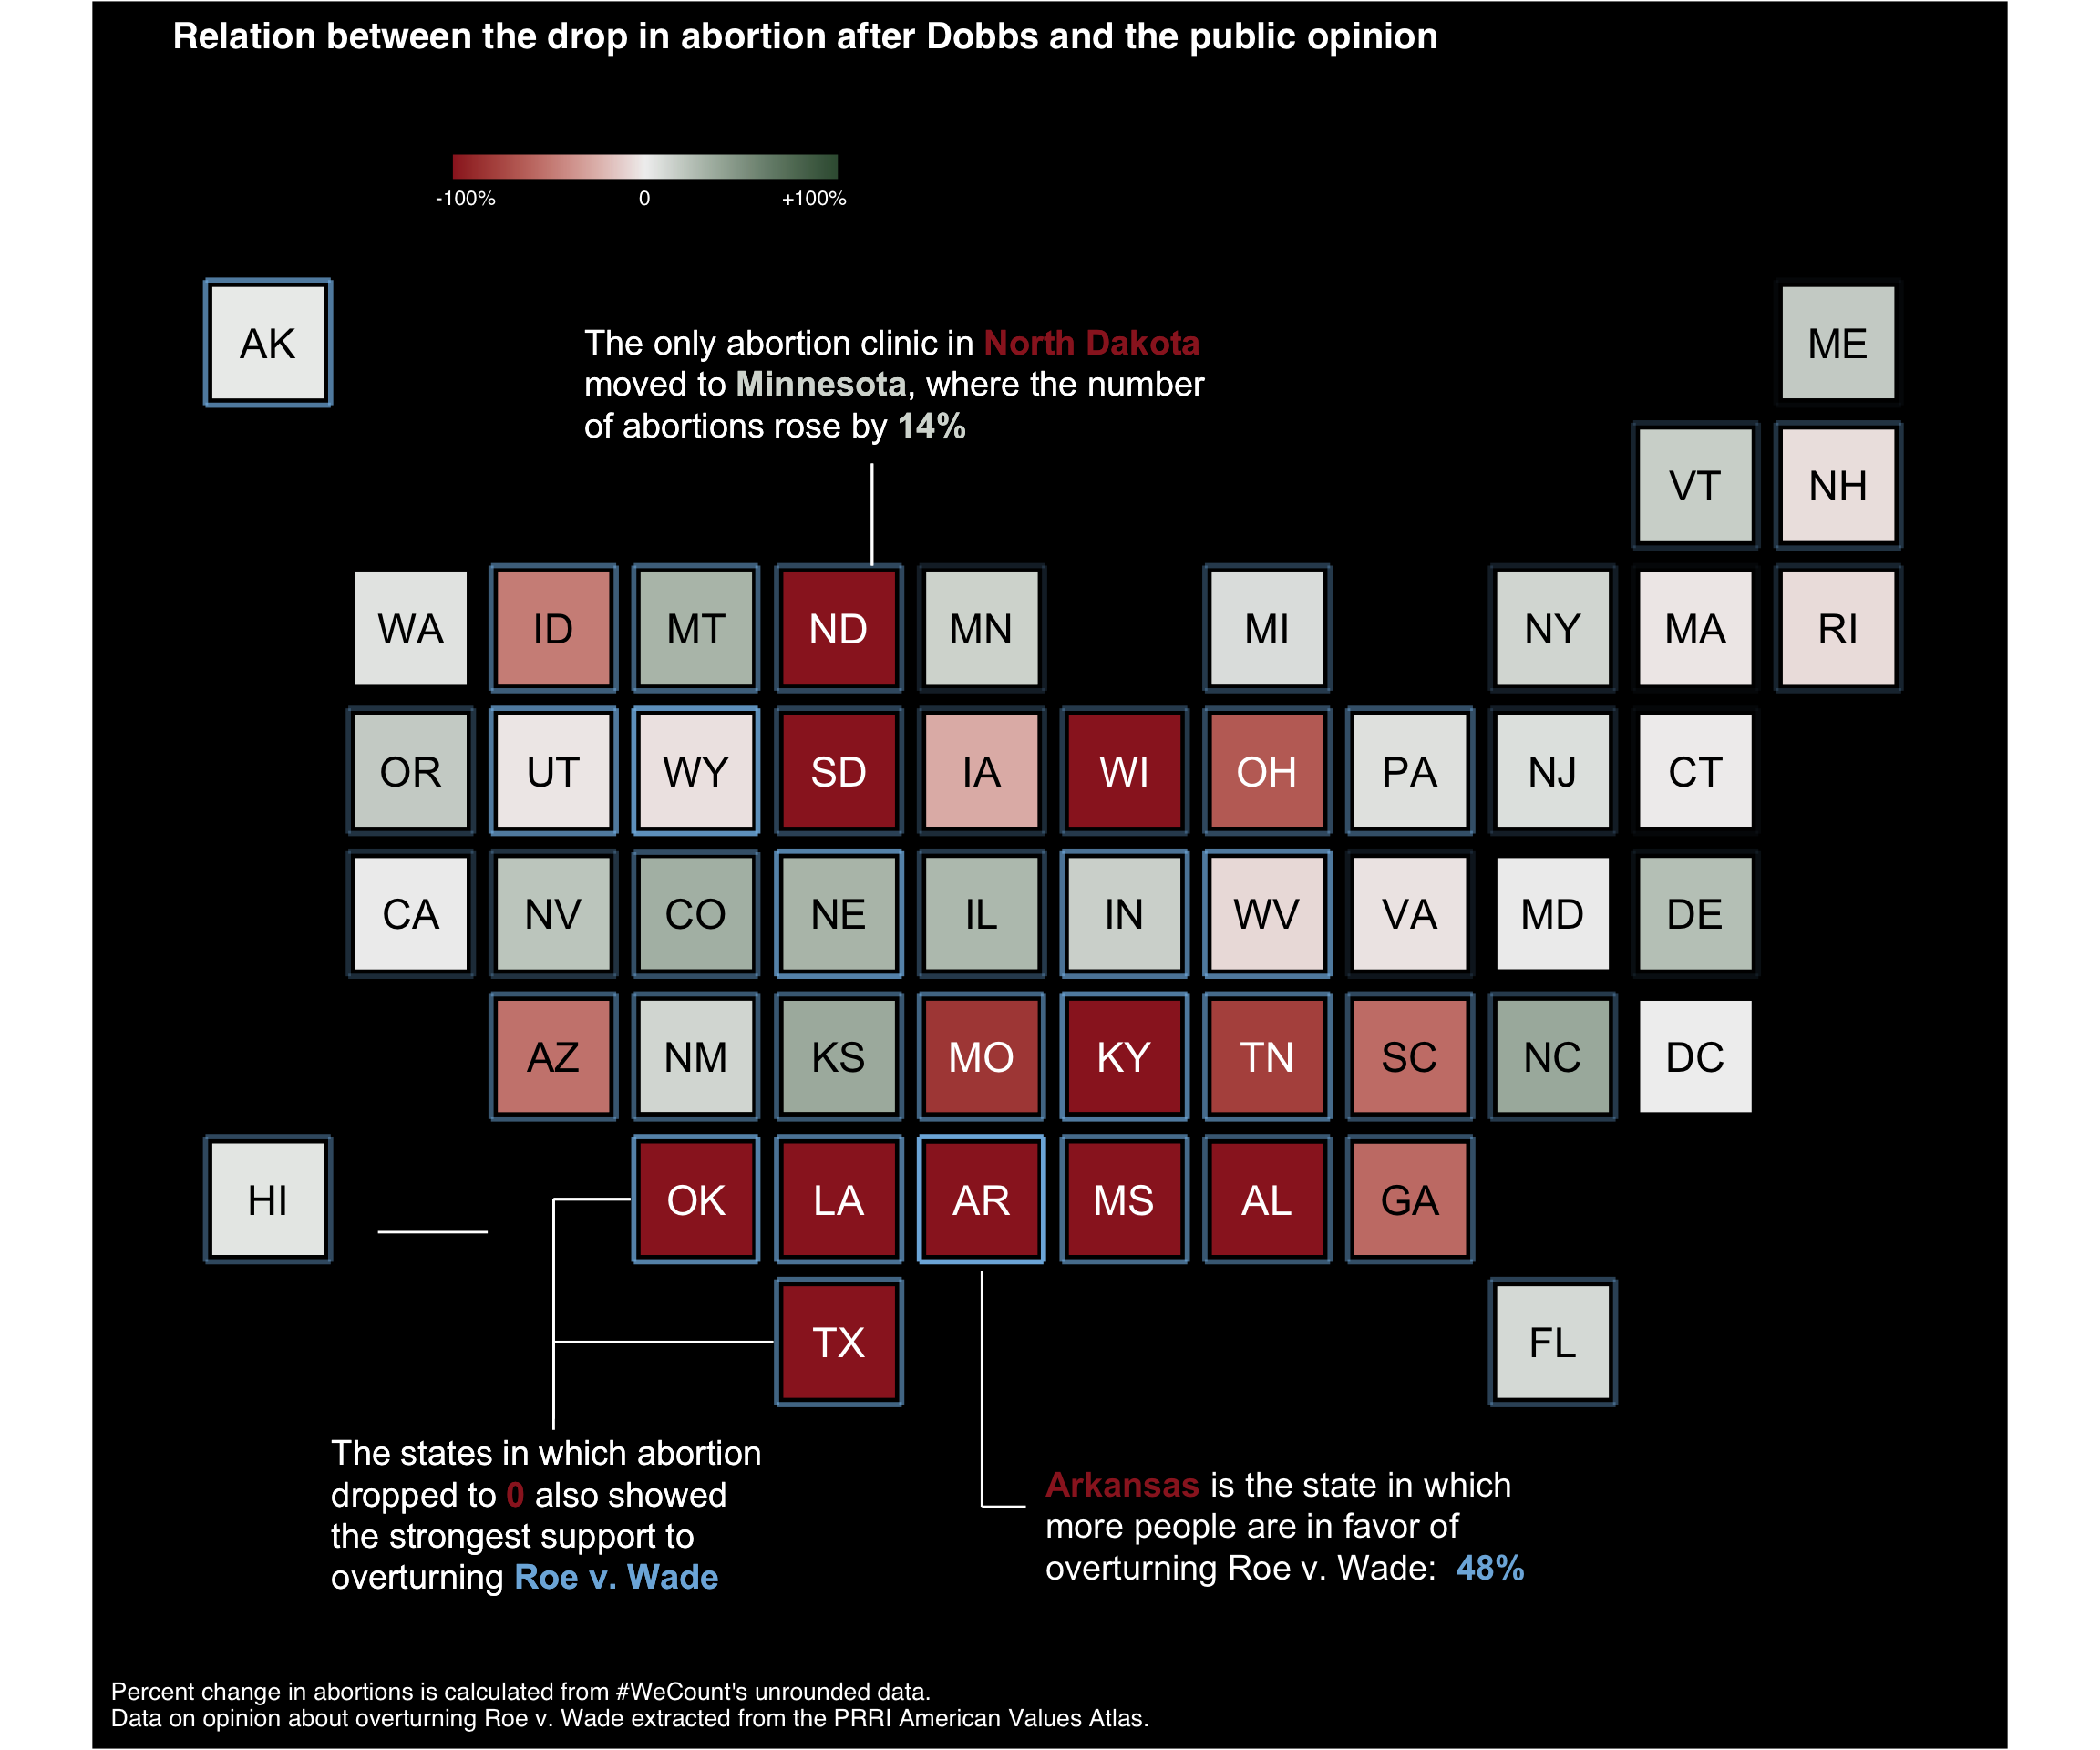 Relation between the drop in abortion after Dobbs and the public opinion
-100% 0 +100%
AK
ME
The only abortion clinic in North Dakota
moved to Minnesota, where the number
of abortions rose by 14%
VT NH
WA ID MT ND MN MI NY MA RI
OR UT WY SD IA WI OH PA NJ CT
CA NV CO NE IL IN WV VA MD DE
AZ NM KS MO KY TN SC NC DC
HI OK LA AR MS AL GA
TX FL
The states in which abortion
dropped to 0 also showed
the strongest support to
overturning Roe v. Wade
Arkansas is the state in which
more people are in favor of
overturning Roe v. Wade: 48%
Percent change in abortions is calculated from #WeCount's unrounded data.
Data on opinion about overturning Roe v. Wade extracted from the PRRI American Values Atlas.